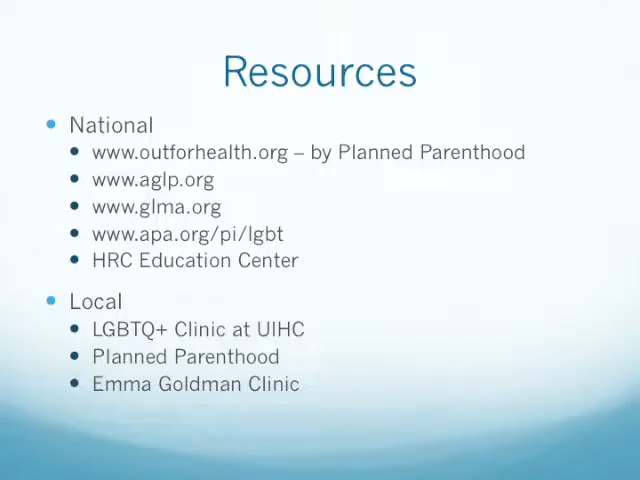 Resources
National
www.outforhealth.org – by Planned Parenthood
www.aglp.org
www.glma.org
www.apa.org/pi/lgbt
HRC Education Center
Local
LGBTQ+ Clinic at UIHC
Planned Parenthood
Emma Goldman Clinic